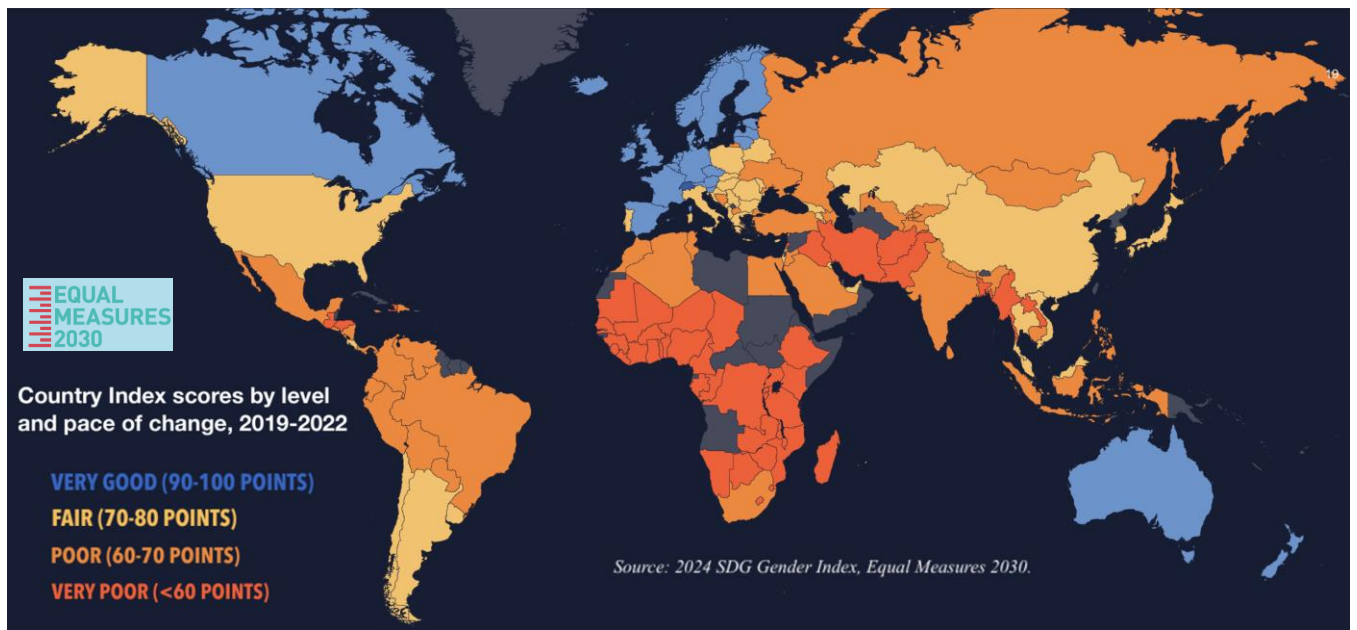 19
EQUAL
MEASURES
2030
Country Index scores by level
and pace of change, 2019-2022
VERY GOOD (90-100 POINTS)
FAIR (70-80 POINTS)
POOR (60-70 POINTS)
VERY POOR (<60 POINTS)
Source: 2024 SDG Gender Index, Equal Measures 2030.